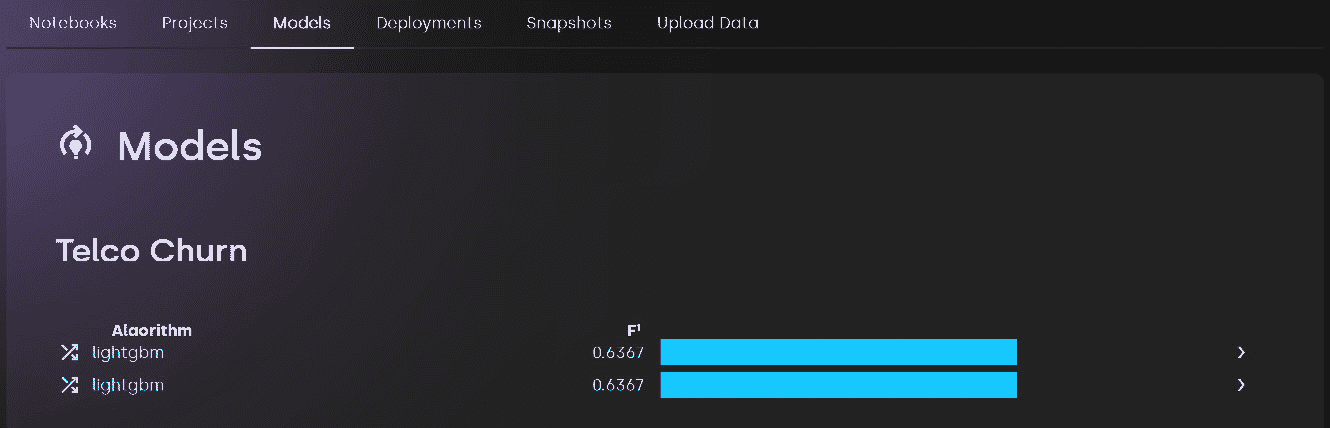 Notebooks Projects Models Deployments Snapshots Upload Data
Models
Telco Churn
Algorithm F¹
lightgbm 0.6367
lightgbm 0.6367